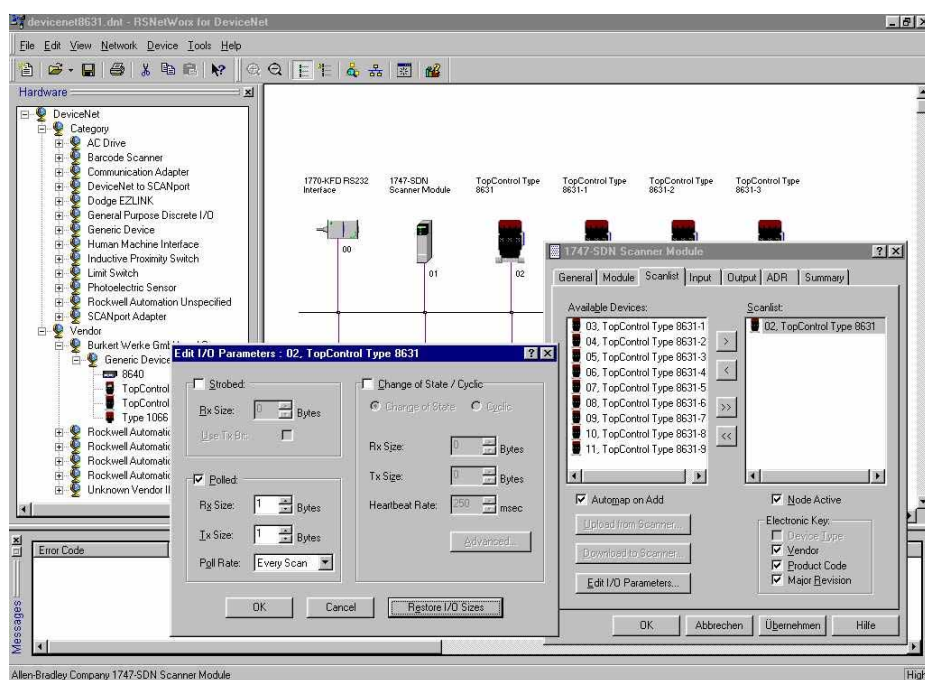 devicenet8631.dnt - RSNetWorx for DeviceNet
File Edit View Network Device Tools Help
Hardware
DeviceNet
Category
AC Drive
Barcode Scanner
Communication Adapter
DeviceNet to SCANport
Dodge EZLINK
General Purpose Discrete I/O
Generic Device
Human Machine Interface
Inductive Proximity Switch
Limit Switch
Photoelectric Sensor
Rockwell Automation Unspecified
SCANport Adapter
Vendor
Burkert Werke
Generic Device
8640
TopControl
TopControl
Type 1066
Rockwell Automatic
Rockwell Automatic
Rockwell Automatic
Rockwell Automatic
Unknown Vendor
1770-KFD RS232
Interface
1747-SDN
Scanner Module
TopControl Type
8631
TopControl Type
8631-1
TopControl Type
8631-2
TopControl Type
8631-3
00
01
02
1747-SDN Scanner Module
General Module Scanlist Input Output ADR Summary
Available Devices:
03, TopControl Type 8631-1
04, TopControl Type 8631-2
05, TopControl Type 8631-3
06, TopControl Type 8631-4
07, TopControl Type 8631-5
08, TopControl Type 8631-6
09, TopControl Type 8631-7
10, TopControl Type 8631-8
11, TopControl Type 8631-9
>
<
>>
<<
Scanlist:
02, TopControl Type 8631
Automap on Add
Upload from Scanner...
Download to Scanner...
Edit I/O Parameters...
Node Active
Electronic Key:
Device Type
Vendor
Product Code
Major Revision
OK Abbrechen Übernehmen Hilfe
Edit I/O Parameters : 02, TopControl Type 8631
Strobed:
Rx Size: 0 Bytes
Use Tx Bit:
Polled:
Rx Size: 1 Bytes
Tx Size: 1 Bytes
Poll Rate: Every Scan
Change of State / Cyclic
Change of State Cyclic
Rx Size: 0 Bytes
Tx Size: 0 Bytes
Heartbeat Rate: 250 msec
Advanced...
OK Cancel Restore I/O Sizes
Error Code
Messages
Allen-Bradley Company 1747-SDN Scanner Module
High